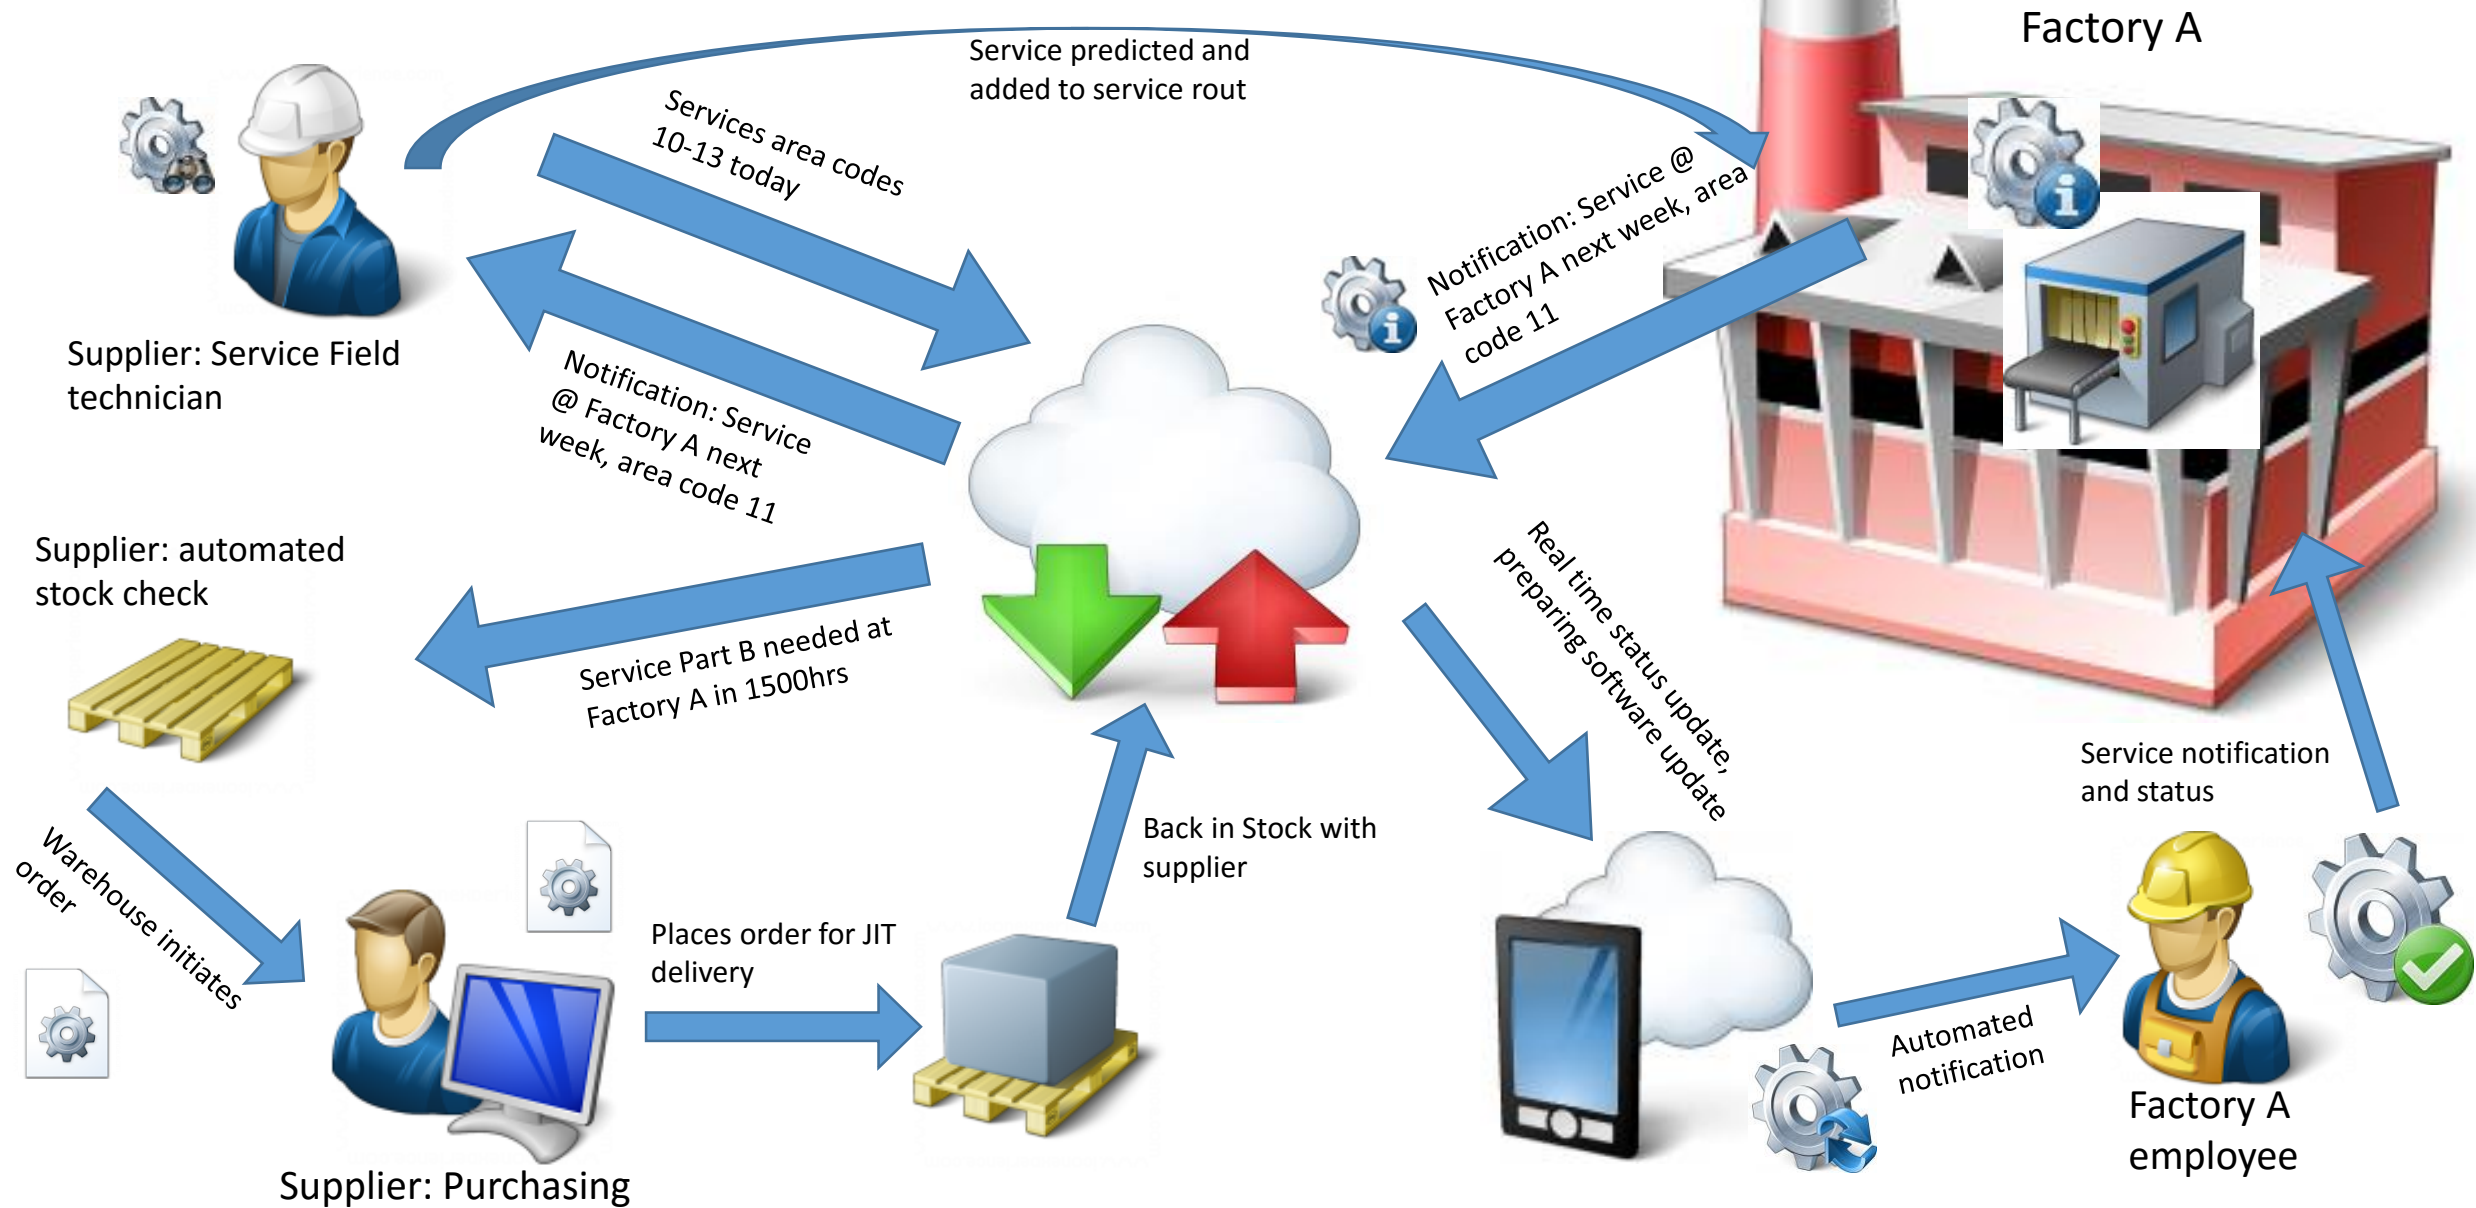 Factory A
Service predicted and
added to service rout
Services area codes
10-13 today
Notification: Service @
Factory A next week, area
code 11
Supplier: Service Field
technician
Notification: Service
@ Factory A next
week, area code 11
Supplier: automated
stock check
Service Part B needed at
Factory A in 1500hrs
Real time status update,
preparing software update
Service notification
and status
Back in Stock with
supplier
Warehouse initiates
order
Places order for JIT
delivery
Automated
notification
Factory A
employee
Supplier: Purchasing